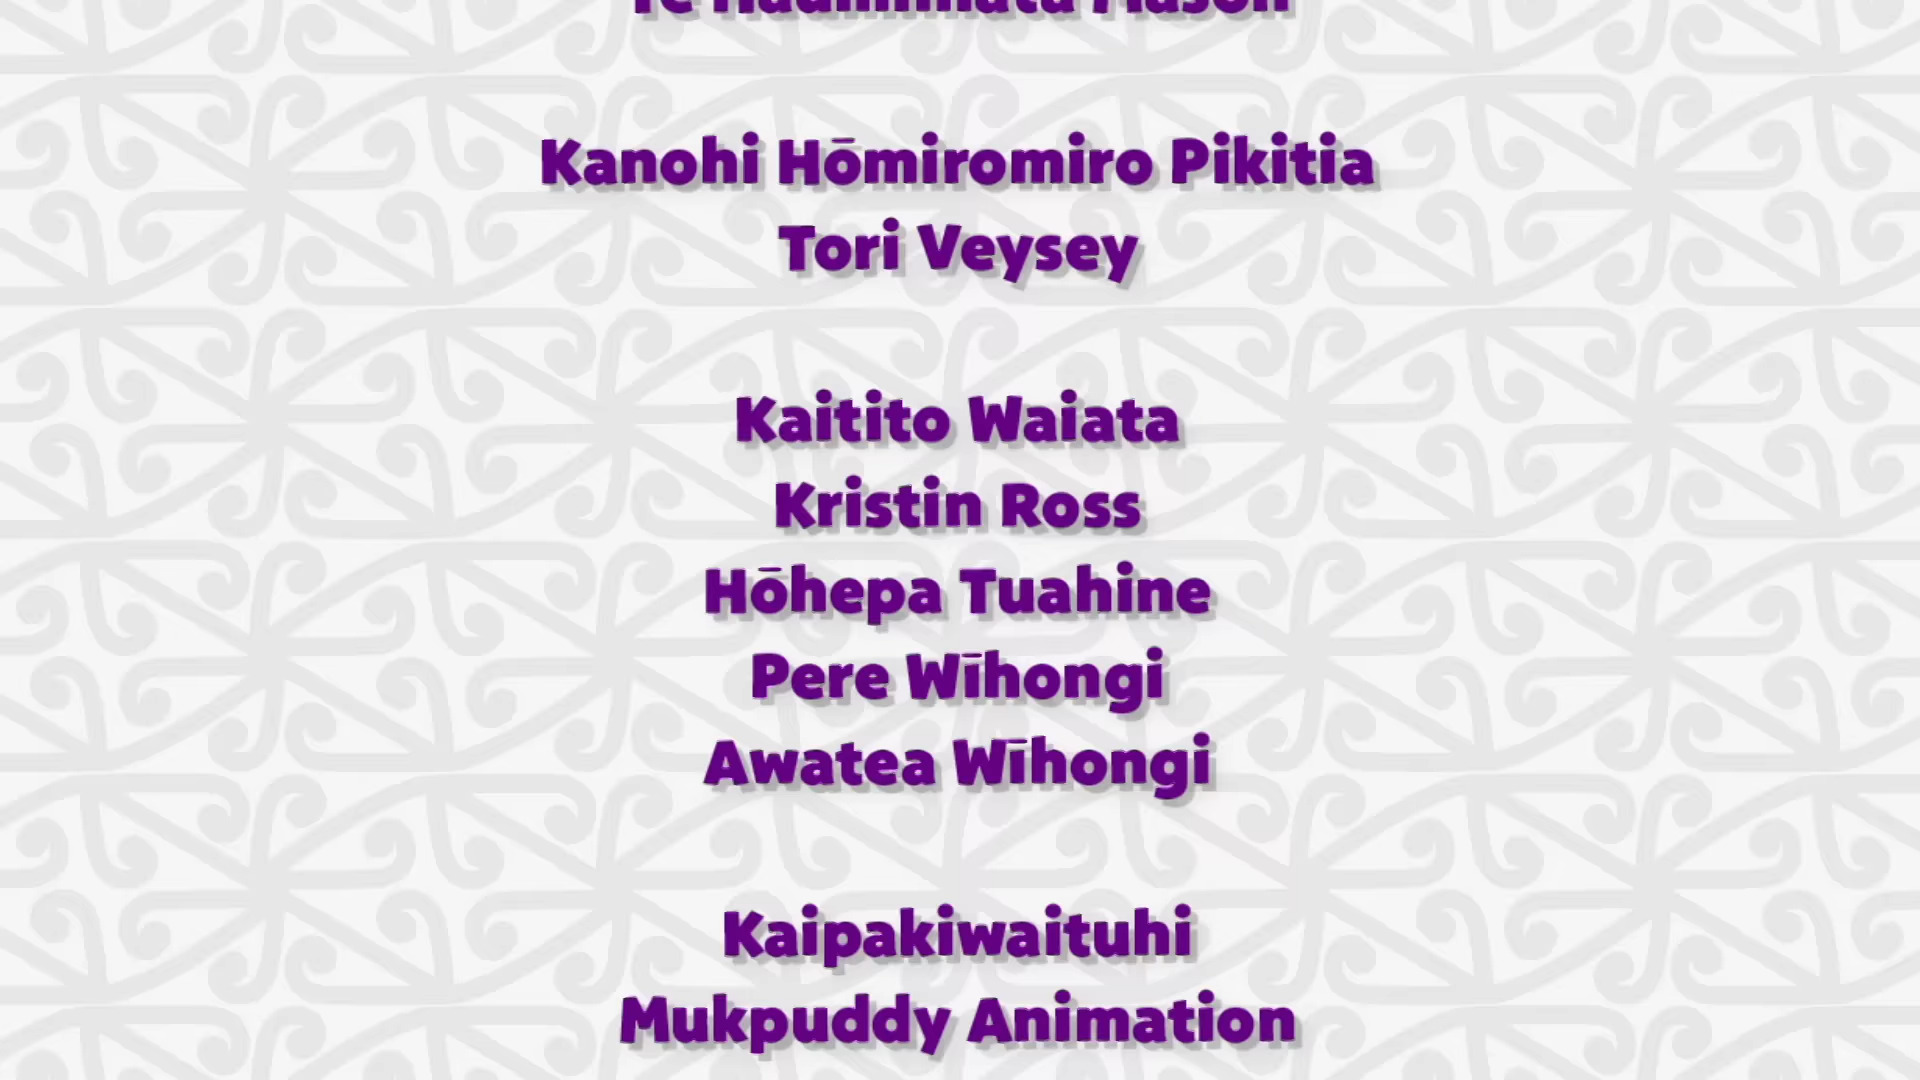 Kanohi Hōmiromiro Pikitia
Tori Veysey
Kaitito Waiata
Kristin Ross
Hōhepa Tuahine
Pere Wīhongi
Awatea Wīhongi
Kaipakiwaituhi
Mukpuddy Animation